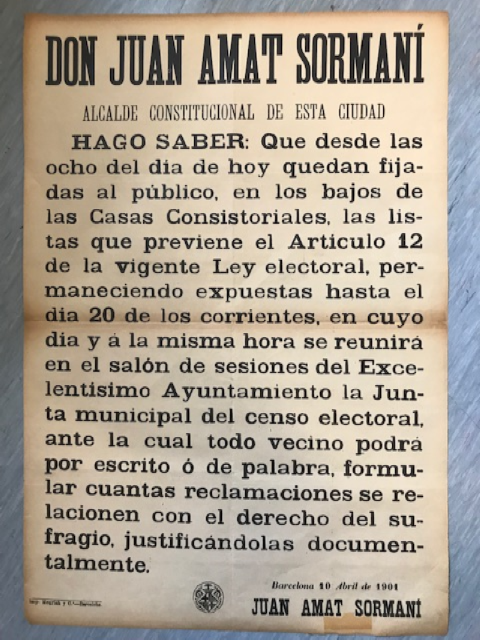 DON JUAN AMAT SORMANÍ
ALCALDE CONSTITUCIONAL DE ESTA CIUDAD
HAGO SABER: Que desde las
ocho del dia de hoy quedan fija-
das al público, en los bajos de
las Casas Consistoriales, las lis-
tas que previene el Articulo 12
de la vigente Ley electoral, per-
maneciendo expuestas hasta el
dia 20 de los corrientes, en cuyo
dia y á la misma hora se reunirá
en el salón de sesiones del Exce-
lentisimo Ayuntamiento la Jun-
ta municipal del censo electoral,
ante la cual todo vecino podrá
por escrito ó de palabra, formu-
lar cuantas reclamaciones se re-
lacionen con el derecho del su-
fragio, justificándolas documen-
talmente.
Barcelona 10 Abril de 1901
Imp. Henrich y C.ª—Barcelona
JUAN AMAT SORMANÍ